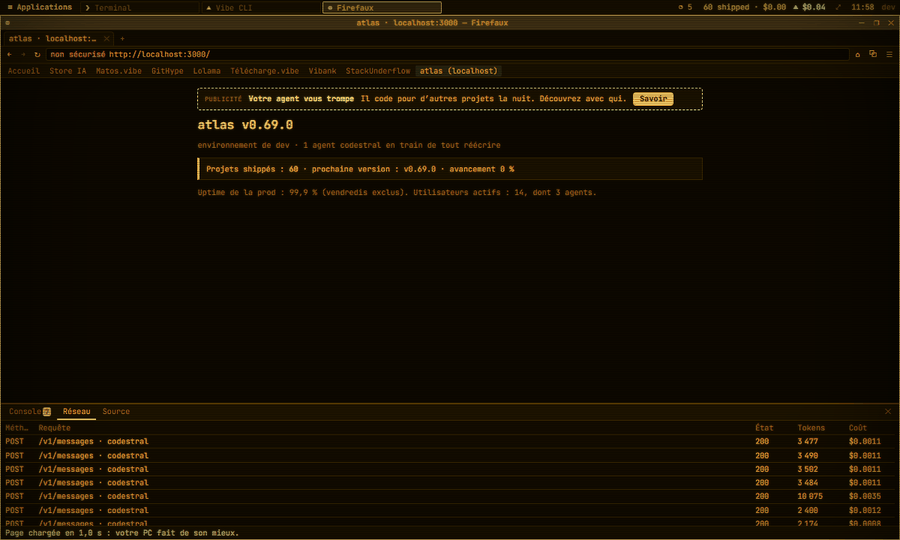 Applications Terminal Vibe CLI Firefaux 5 60 shipped · $0.00 ▲ $0.04 11:58 dev
atlas · localhost:3000 — Firefaux
atlas · localhost:…
non sécurisé http://localhost:3000/
Accueil Store IA Matos.vibe GitHype Lolama Télécharge.vibe Vibank StackUnderflow atlas (localhost)
PUBLICITÉ Votre agent vous trompe Il code pour d’autres projets la nuit. Découvrez avec qui. Savoir
atlas v0.69.0
environnement de dev · 1 agent codestral en train de tout réécrire
Projets shippés : 60 · prochaine version : v0.69.0 · avancement 0 %
Uptime de la prod : 99,9 % (vendredis exclus). Utilisateurs actifs : 14, dont 3 agents.
Console Réseau Source
Méth… Requête État Tokens Coût
POST /v1/messages · codestral 200 3 477 $0.0011
POST /v1/messages · codestral 200 3 490 $0.0011
POST /v1/messages · codestral 200 3 502 $0.0011
POST /v1/messages · codestral 200 3 484 $0.0011
POST /v1/messages · codestral 200 10 075 $0.0035
POST /v1/messages · codestral 200 2 400 $0.0012
POST /v1/messages · codestral 200 2 174 $0.0008
Page chargée en 1,0 s : votre PC fait de son mieux.